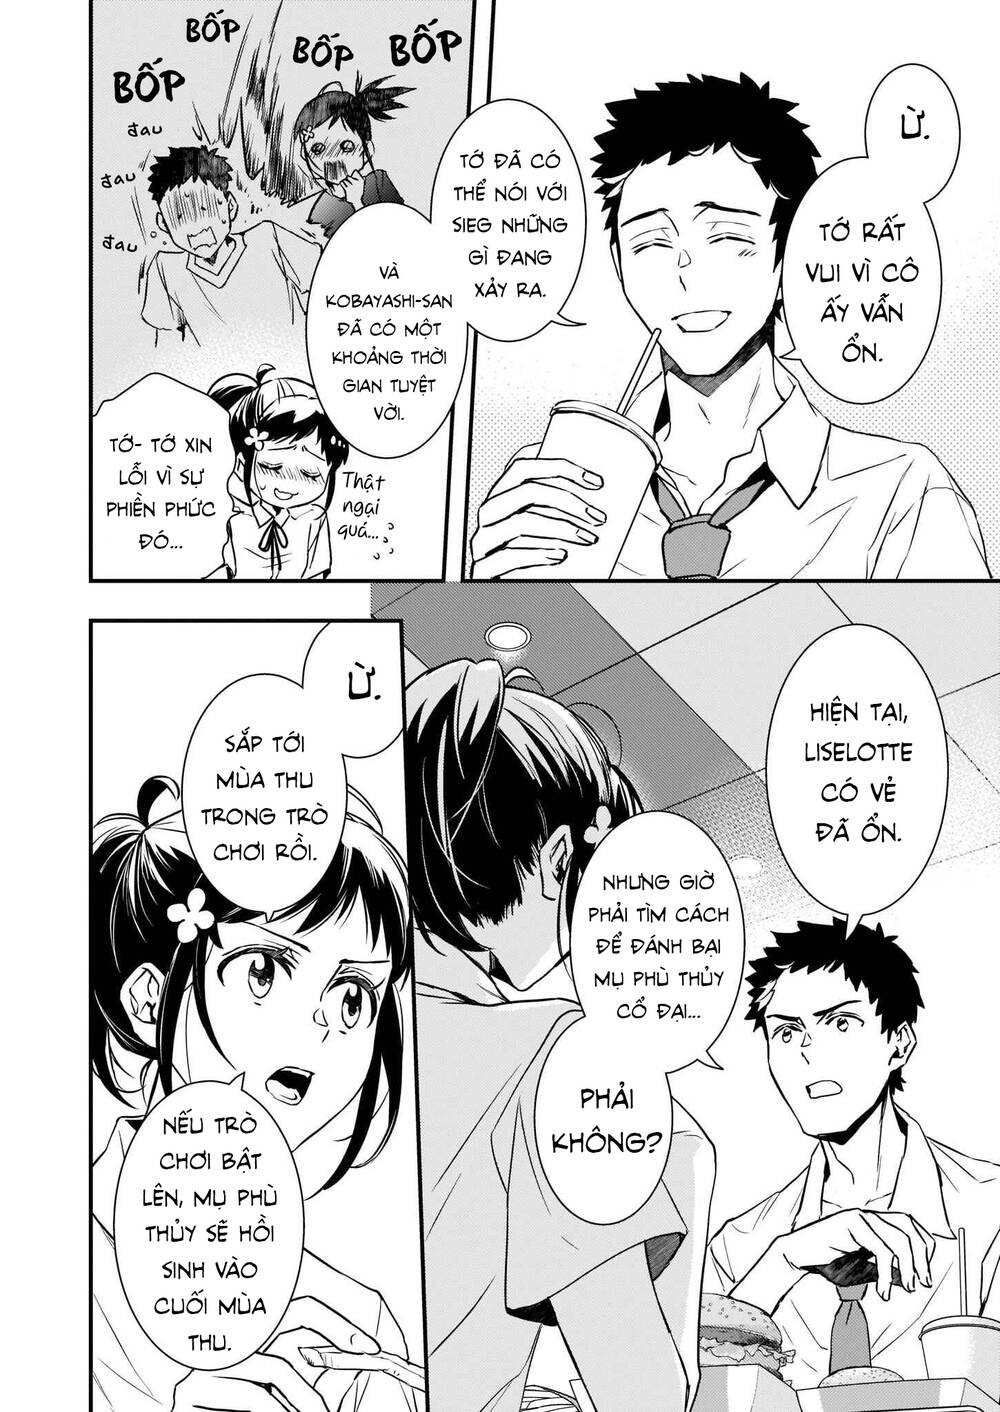 Ừ.
TỚ RẤT
VUI VÌ CÔ
ẤY VẪN
ỔN.
TỚ ĐÃ CÓ
THỂ NÓI VỚI
SIEG NHỮNG
GÌ ĐANG
XẢY RA.
VÀ
KOBAYASHI-SAN
ĐÃ CÓ MỘT
KHOẢNG THỜI
GIAN TUYỆT
VỜI.
BỐP
BỐP
BỐP
BỐP
đau
đau
đau
TỚ- TỚ XIN
LỖI VÌ SỰ
PHIỀN PHỨC
ĐÓ...
Thật
ngại
quá...
HIỆN TẠI,
LISELOTTE
CÓ VẺ
ĐÃ ỔN.
NHƯNG GIỜ
PHẢI TÌM CÁCH
ĐỂ ĐÁNH BẠI
MỤ PHÙ THỦY
CỔ ĐẠI...
PHẢI
KHÔNG?
Ừ.
SẮP TỚI
MÙA THU
TRONG TRÒ
CHƠI RỒI.
NẾU TRÒ
CHƠI BẬT
LÊN, MỤ PHÙ
THỦY SẼ HỒI
SINH VÀO
CUỐI MÙA
THU.